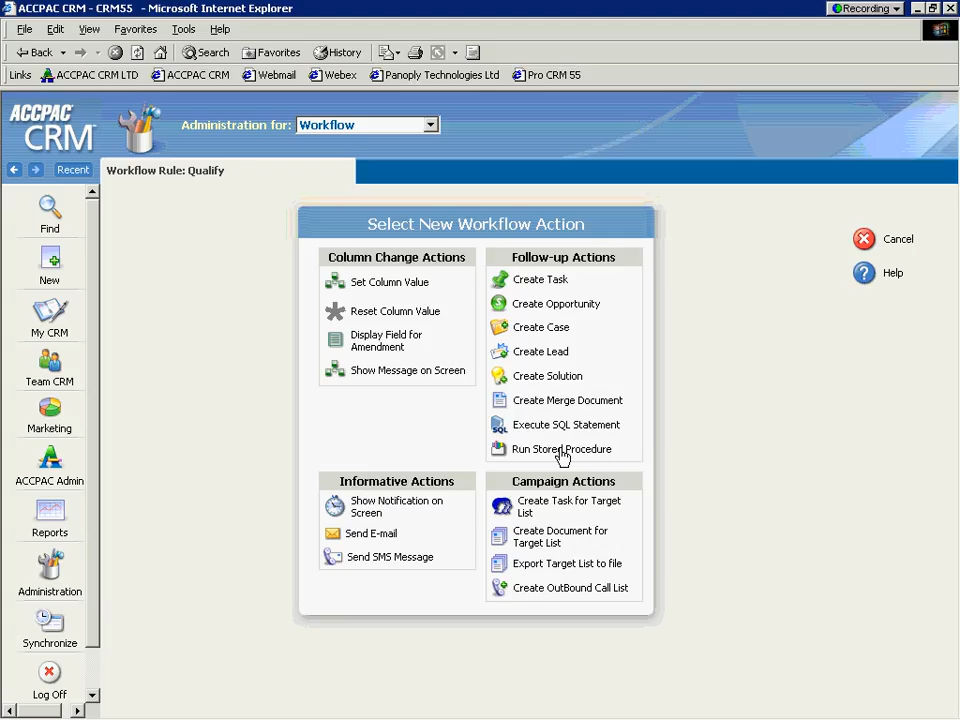 ACCPAC CRM - CRM55 - Microsoft Internet Explorer
Recording
File Edit View Favorites Tools Help
Back Search Favorites History
Links ACCPAC CRM LTD ACCPAC CRM Webmail Webex Panoply Technologies Ltd Pro CRM 55
ACCPAC
CRM
Administration for: Workflow
Recent
Workflow Rule: Qualify
Find
New
My CRM
Team CRM
Marketing
ACCPAC Admin
Reports
Administration
Synchronize
Log Off
Select New Workflow Action
Column Change Actions
Set Column Value
Reset Column Value
Display Field for
Amendment
Show Message on Screen
Follow-up Actions
Create Task
Create Opportunity
Create Case
Create Lead
Create Solution
Create Merge Document
SQL
Execute SQL Statement
Run Stored Procedure
Informative Actions
Show Notification on
Screen
Send E-mail
Send SMS Message
Campaign Actions
Create Task for Target
List
Create Document for
Target List
Export Target List to file
Create OutBound Call List
Cancel
Help